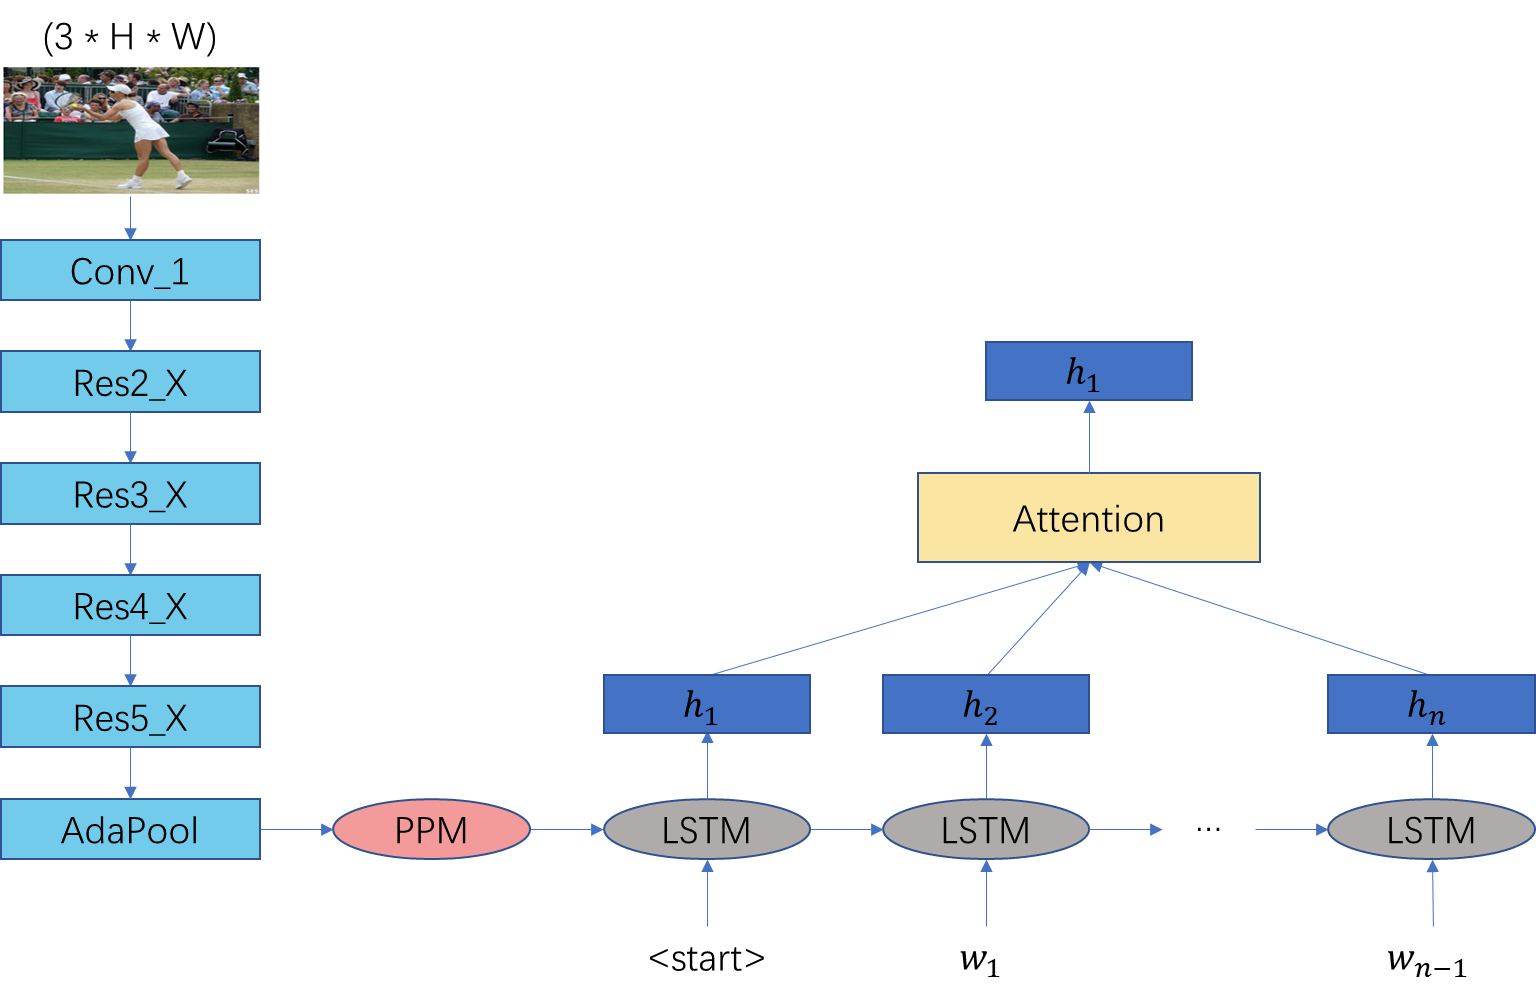 (3 * H * W)
Conv_1
Res2_X
Res3_X
Res4_X
Res5_X
AdaPool
PPM
LSTM
LSTM
...
LSTM
<start>
w₁
wₙ₋₁
h₁
h₂
hₙ
Attention
h₁